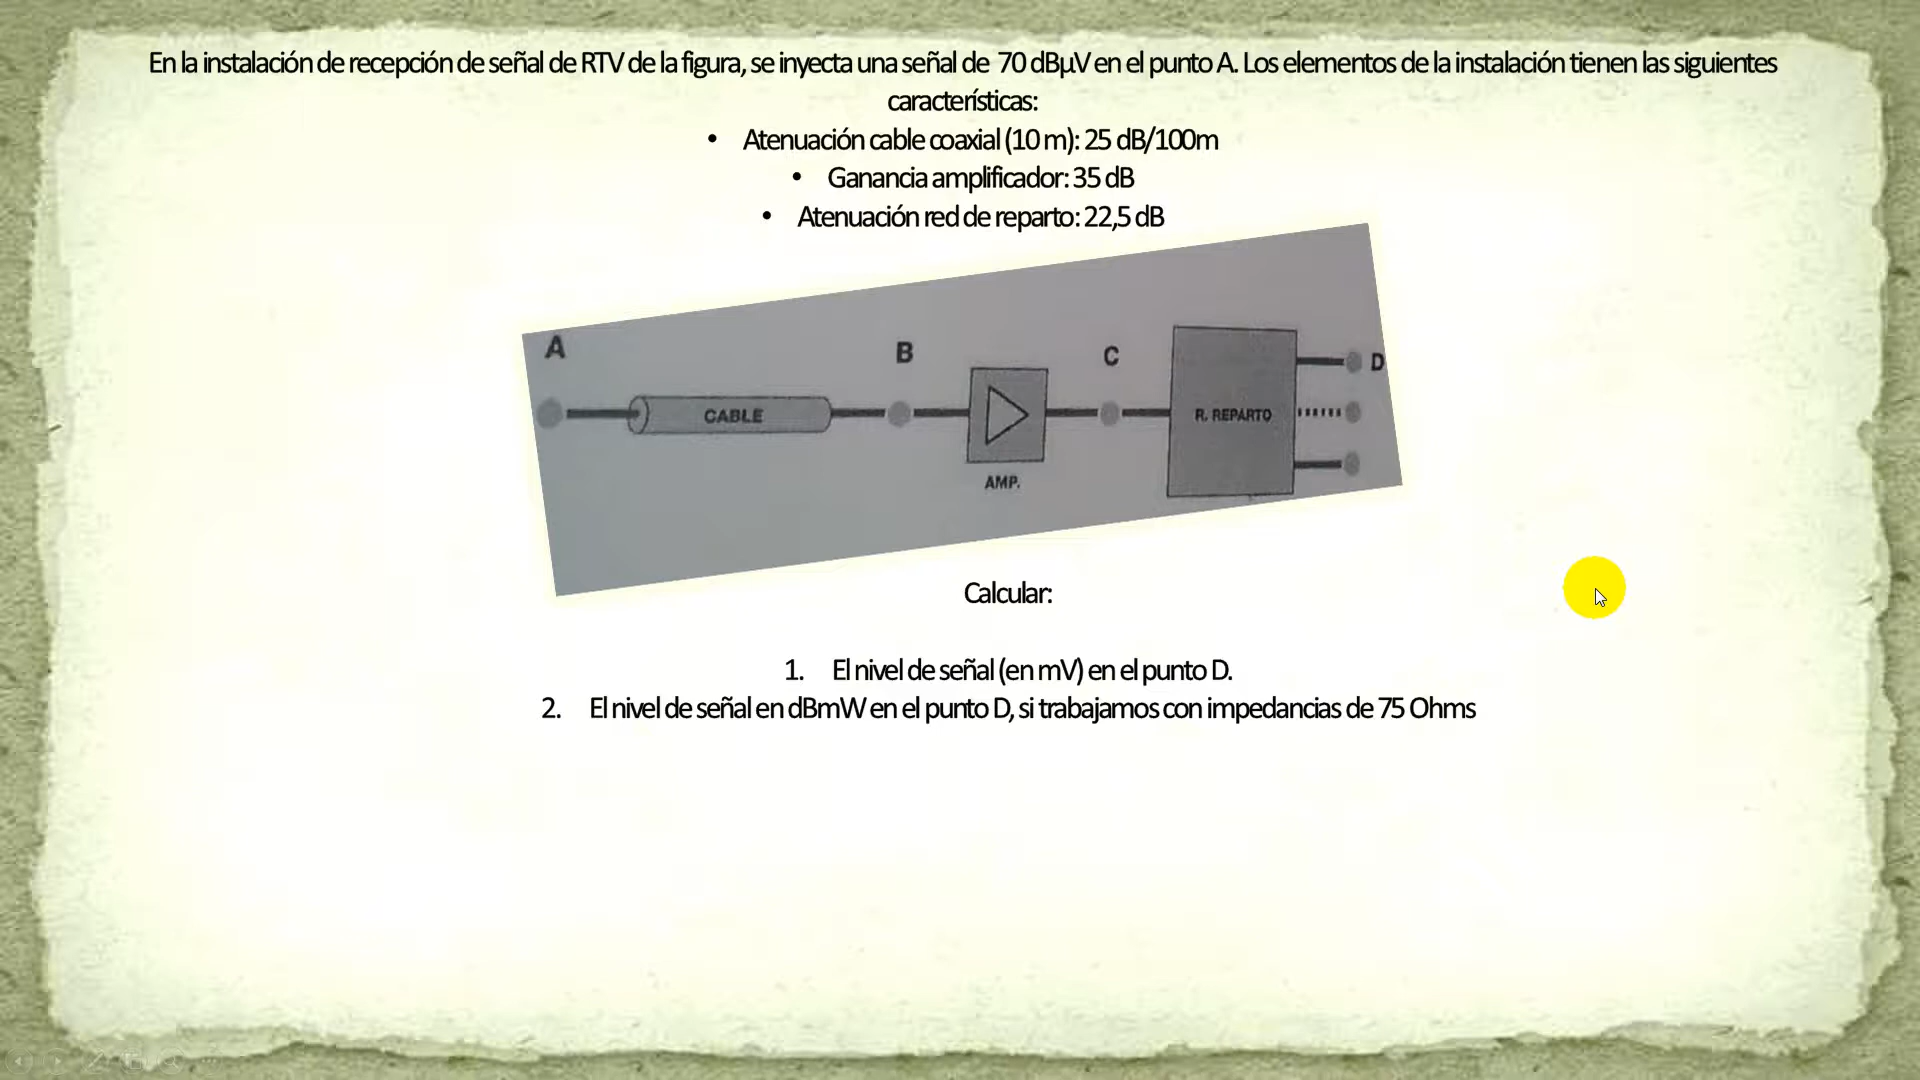 En la instalación de recepción de señal de RTV de la figura, se inyecta una señal de 70 dBµV en el punto A. Los elementos de la instalación tienen las siguientes
características:
• Atenuación cable coaxial (10 m): 25 dB/100m
• Ganancia amplificador: 35 dB
• Atenuación red de reparto: 22,5 dB
A
B
C
D
CABLE
R. REPARTO
AMP.
Calcular:
1. El nivel de señal (en mV) en el punto D.
2. El nivel de señal en dBmW en el punto D, si trabajamos con impedancias de 75 Ohms